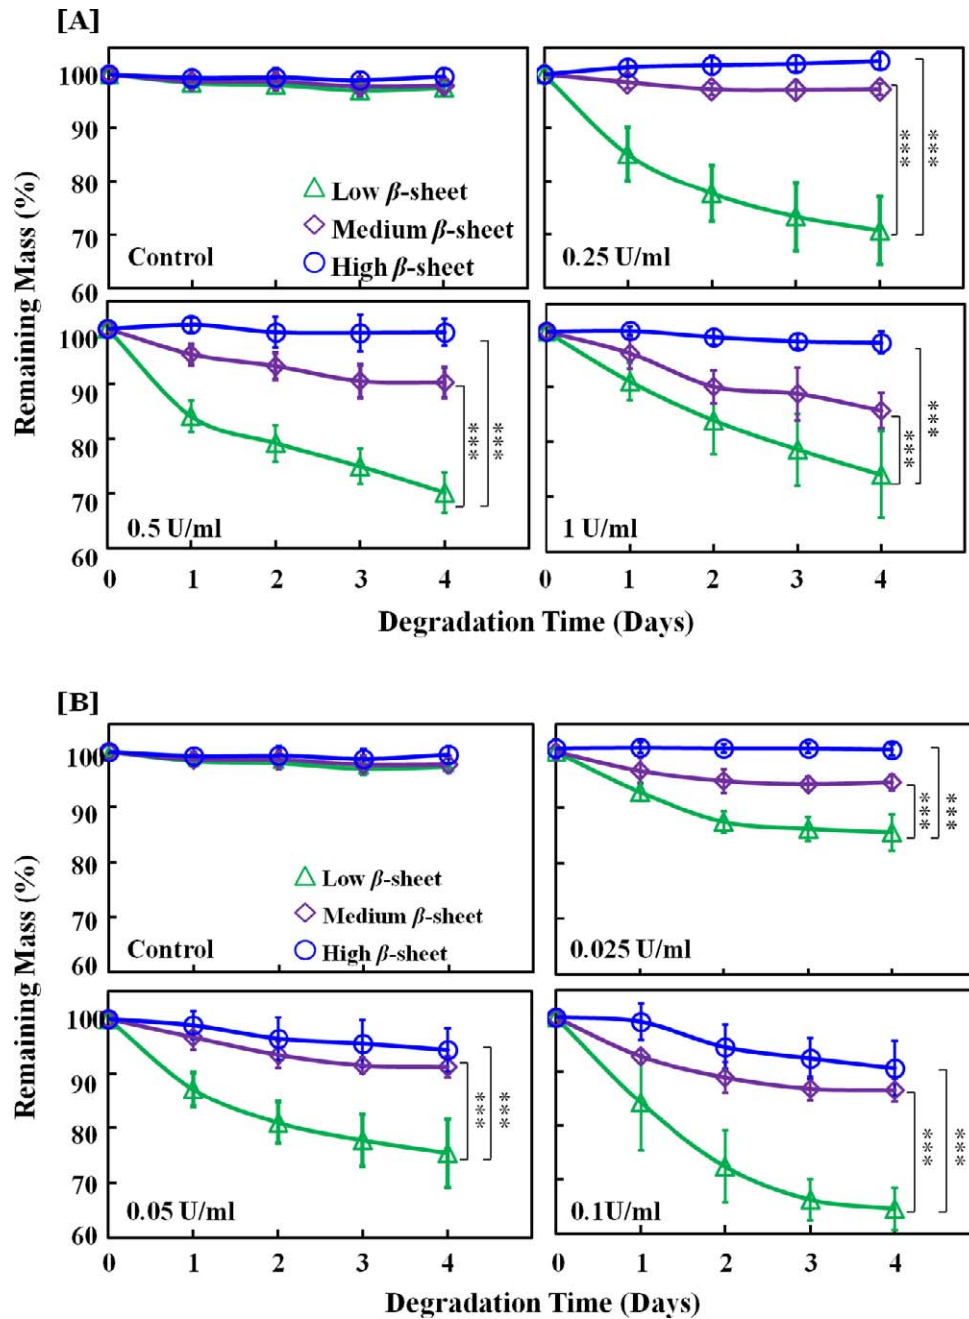 [A]
Remaining Mass (%)
100
90
80
70
60
Low β-sheet
Medium β-sheet
High β-sheet
Control
0.25 U/ml
***
***
100
90
80
70
60
0.5 U/ml
***
***
1 U/ml
***
***
0 1 2 3 4
0 1 2 3 4
Degradation Time (Days)
[B]
Remaining Mass (%)
100
90
80
70
60
Low β-sheet
Medium β-sheet
High β-sheet
Control
0.025 U/ml
***
***
100
90
80
70
60
0.05 U/ml
***
***
0.1U/ml
***
***
0 1 2 3 4
0 1 2 3 4
Degradation Time (Days)